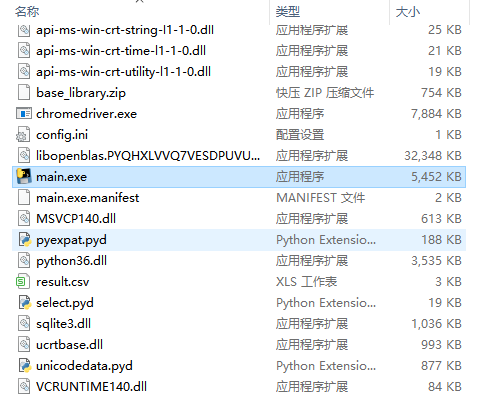 名称 类型 大小
api-ms-win-crt-string-l1-1-0.dll 应用程序扩展 25 KB
api-ms-win-crt-time-l1-1-0.dll 应用程序扩展 21 KB
api-ms-win-crt-utility-l1-1-0.dll 应用程序扩展 19 KB
base_library.zip 快压 ZIP 压缩文件 754 KB
chromedriver.exe 应用程序 7,884 KB
config.ini 配置设置 1 KB
libopenblas.PYQHXLVVQ7VESDPUVU... 应用程序扩展 32,348 KB
main.exe 应用程序 5,452 KB
main.exe.manifest MANIFEST 文件 2 KB
MSVCP140.dll 应用程序扩展 613 KB
pyexpat.pyd Python Extensio... 188 KB
python36.dll 应用程序扩展 3,535 KB
result.csv XLS 工作表 3 KB
select.pyd Python Extensio... 19 KB
sqlite3.dll 应用程序扩展 1,036 KB
ucrtbase.dll 应用程序扩展 993 KB
unicodedata.pyd Python Extensio... 877 KB
VCRUNTIME140.dll 应用程序扩展 84 KB